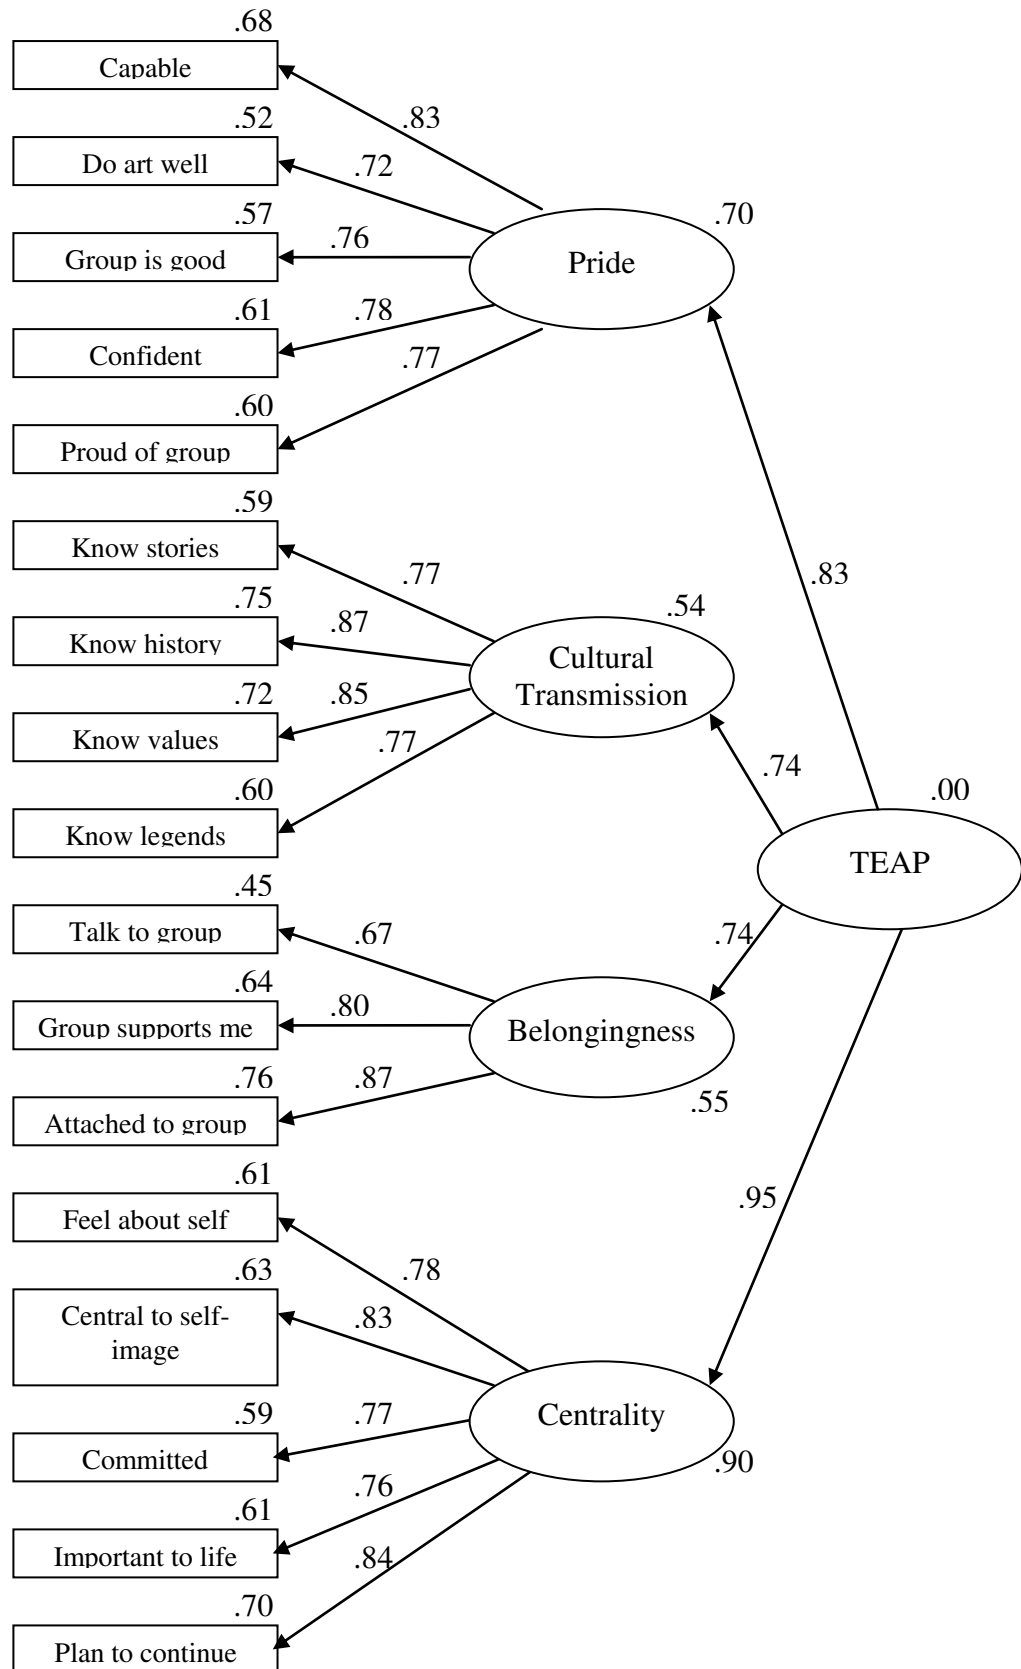 .68
Capable
.83
.52
Do art well
.72
.70
.57
Group is good
.76
Pride
.61
Confident
.78
.77
.60
Proud of group
.59
Know stories
.77
.83
.75
Know history
.87
.54
Cultural
Transmission
.72
Know values
.85
.77
.74
.60
Know legends
.00
TEAP
.45
Talk to group
.67
.74
.64
Group supports me
.80
Belongingness
.76
Attached to group
.87
.55
.61
Feel about self
.95
.78
.63
Central to self-
image
.83
.59
Committed
.77
Centrality
.90
.76
.61
Important to life
.84
.70
Plan to continue